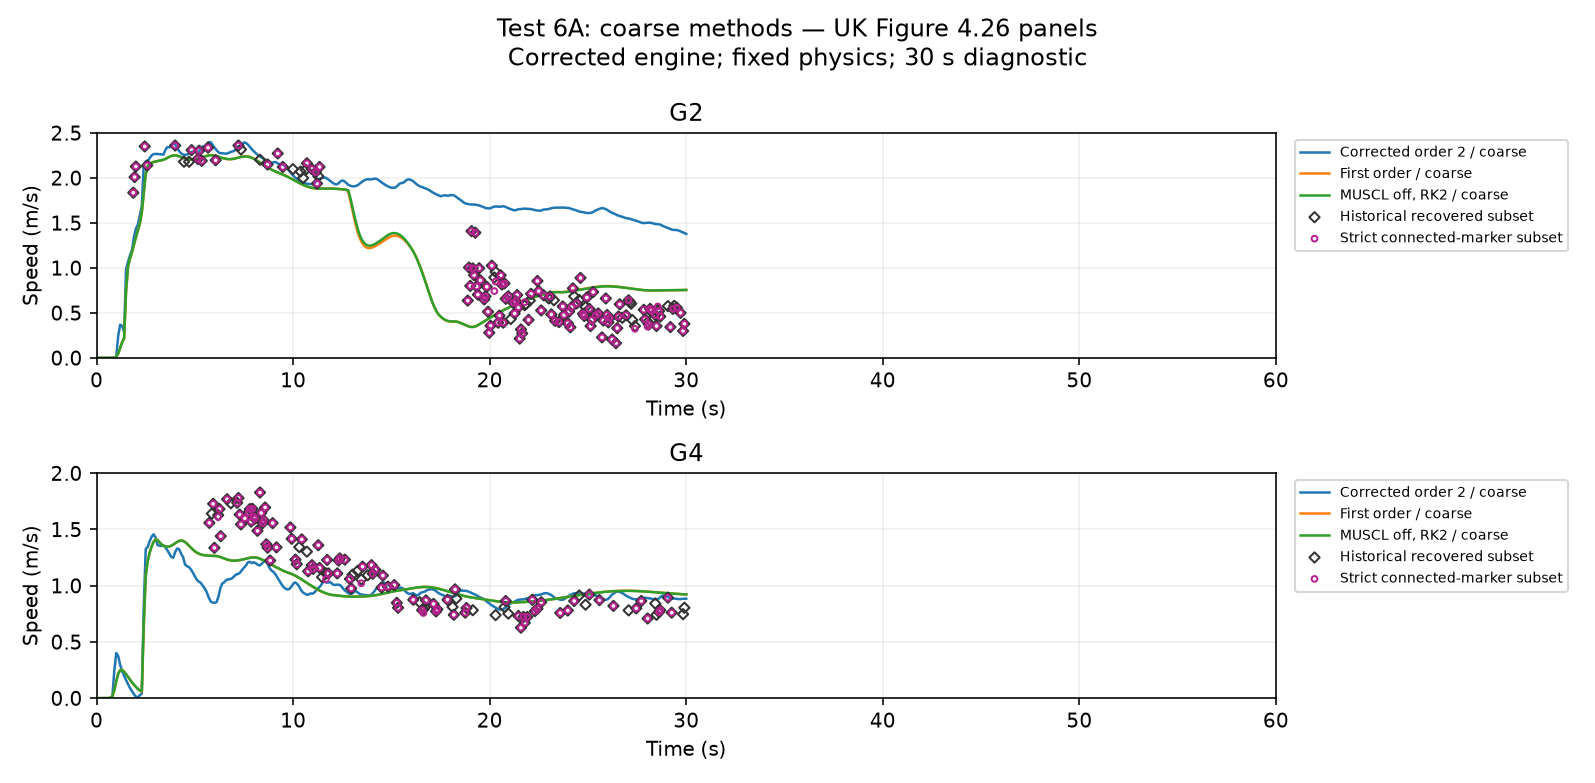 Test 6A: coarse methods — UK Figure 4.26 panels
Corrected engine; fixed physics; 30 s diagnostic
G2
Speed (m/s)
2.5
2.0
1.5
1.0
0.5
0.0
0 10 20 30 40 50 60
Time (s)
Corrected order 2 / coarse
First order / coarse
MUSCL off, RK2 / coarse
Historical recovered subset
Strict connected-marker subset
G4
Speed (m/s)
2.0
1.5
1.0
0.5
0.0
0 10 20 30 40 50 60
Time (s)
Corrected order 2 / coarse
First order / coarse
MUSCL off, RK2 / coarse
Historical recovered subset
Strict connected-marker subset